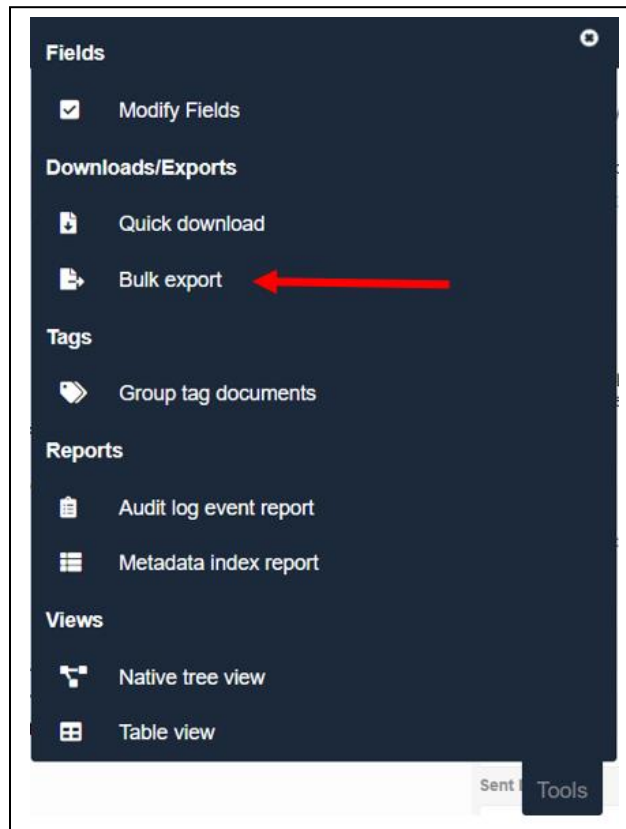 Fields
Modify Fields
Downloads/Exports
Quick download
Bulk export
Tags
Group tag documents
Reports
Audit log event report
Metadata index report
Views
Native tree view
Table view
Sent
Tools